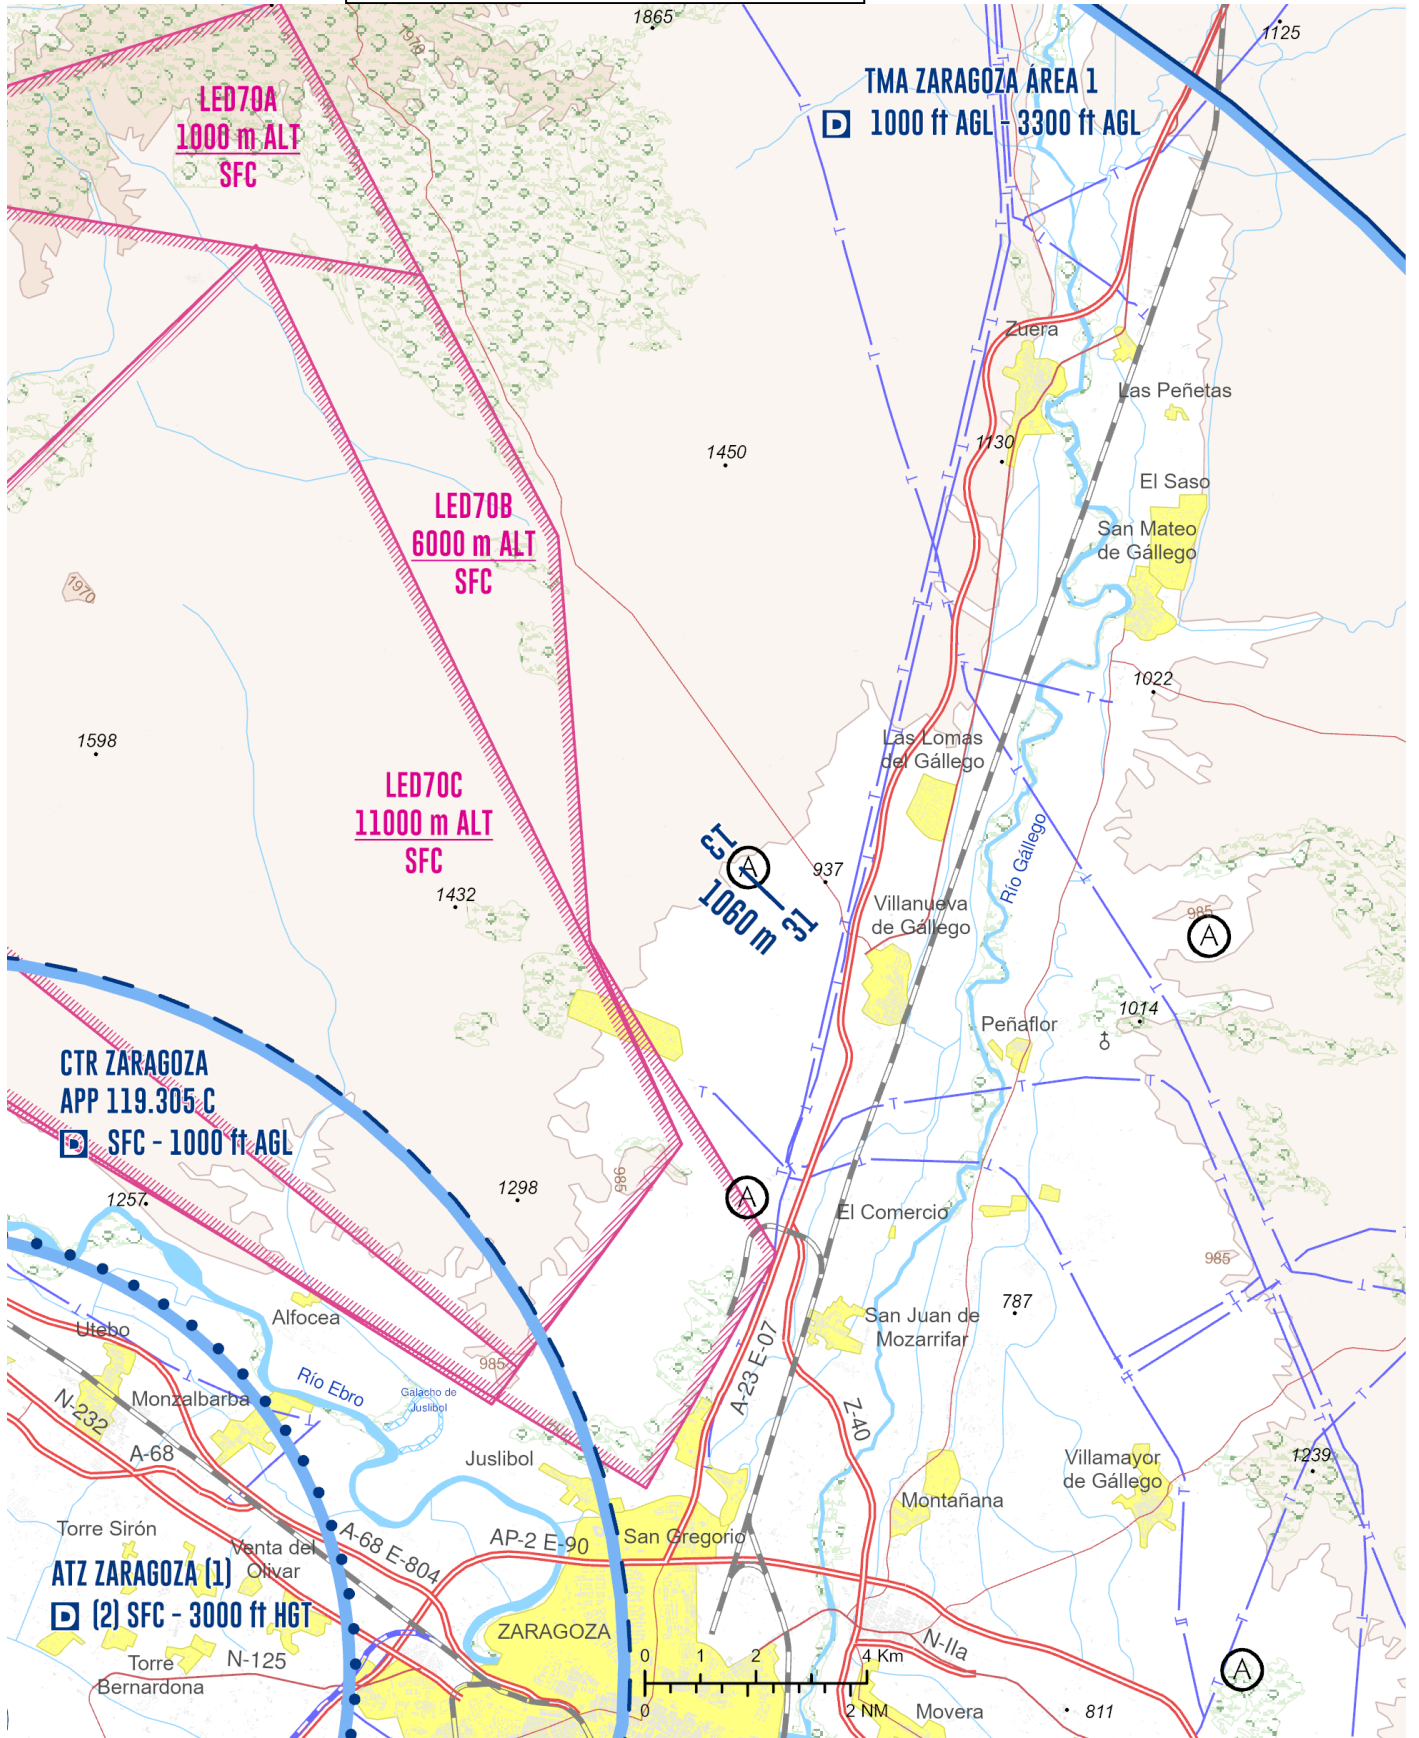 1865
1970
1125
TMA ZARAGOZA ÁREA 1
D 1000 ft AGL - 3300 ft AGL
LED70A
1000 m ALT
SFC
Zuera
Las Peñetas
1130
1450
El Saso
LED70B
6000 m ALT
SFC
San Mateo
de Gállego
1970
1022
1598
Las Lomas
del Gállego
LED70C
11000 m ALT
SFC
1432
13
A
31
1060 m
937
Río Gállego
Villanueva
de Gállego
985
A
1014
Peñaflor
CTR ZARAGOZA
APP 119.305 C
D SFC - 1000 ft AGL
1257
1298
985
A
El Comercio
985
787
San Juan de
Mozarrifar
Alfocea
Utebo
985
Río Ebro
Galacho de
Juslibol
Monzalbarba
N-232
A-68
A-23 E-07
Z-40
Juslibol
Villamayor
de Gállego
1239
Montañana
Torre Sirón
Venta del
Olivar
A-68 E-804
AP-2 E-90
San Gregorio
ATZ ZARAGOZA (1)
D (2) SFC - 3000 ft HGT
ZARAGOZA
N-IIa
Torre
Bernardona
N-125
0 1 2 4 Km
0 2 NM
Movera
811
A